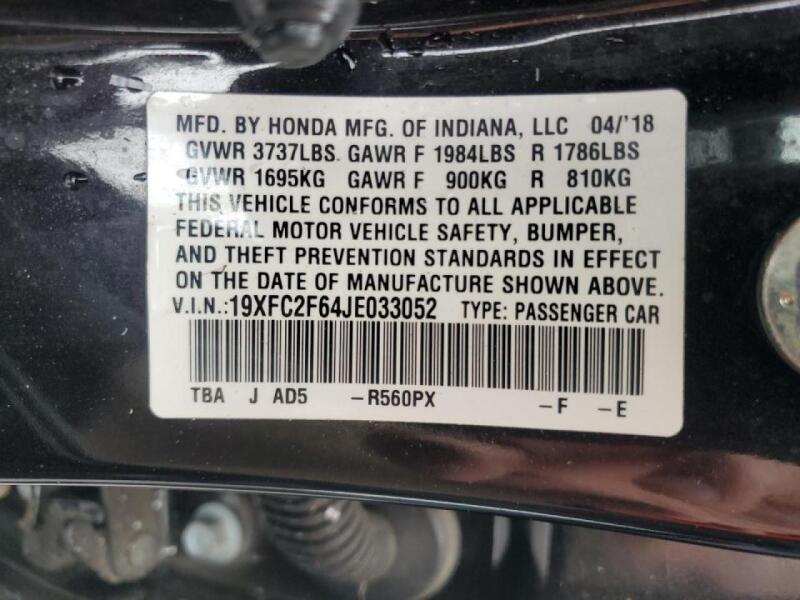 MFD. BY HONDA MFG. OF INDIANA, LLC 04/'18
GVWR 3737LBS. GAWR F 1984LBS R 1786LBS
GVWR 1695KG GAWR F 900KG R 810KG
THIS VEHICLE CONFORMS TO ALL APPLICABLE
FEDERAL MOTOR VEHICLE SAFETY, BUMPER,
AND THEFT PREVENTION STANDARDS IN EFFECT
ON THE DATE OF MANUFACTURE SHOWN ABOVE.
V.I.N.:19XFC2F64JE033052 TYPE: PASSENGER CAR
TBA J AD5 -R560PX -F -E